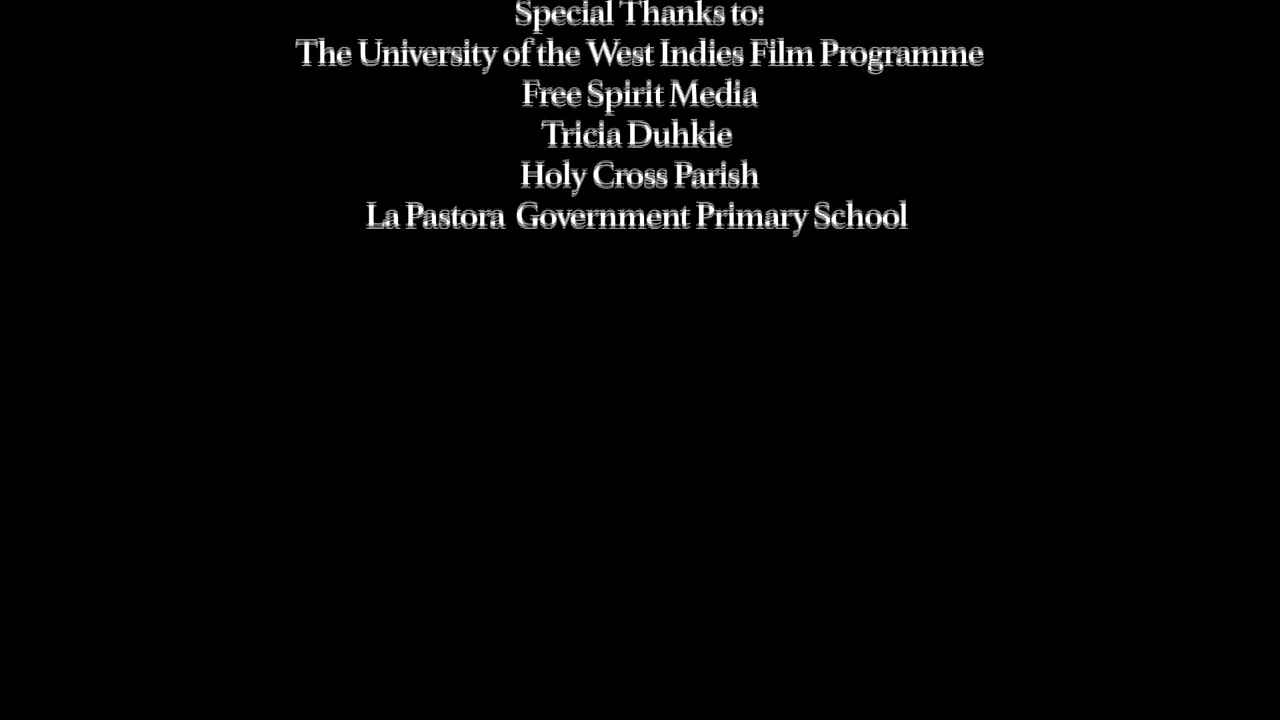 Special Thanks to:
The University of the West Indies Film Programme
Free Spirit Media
Tricia Duhkie
Holy Cross Parish
La Pastora  Government Primary School